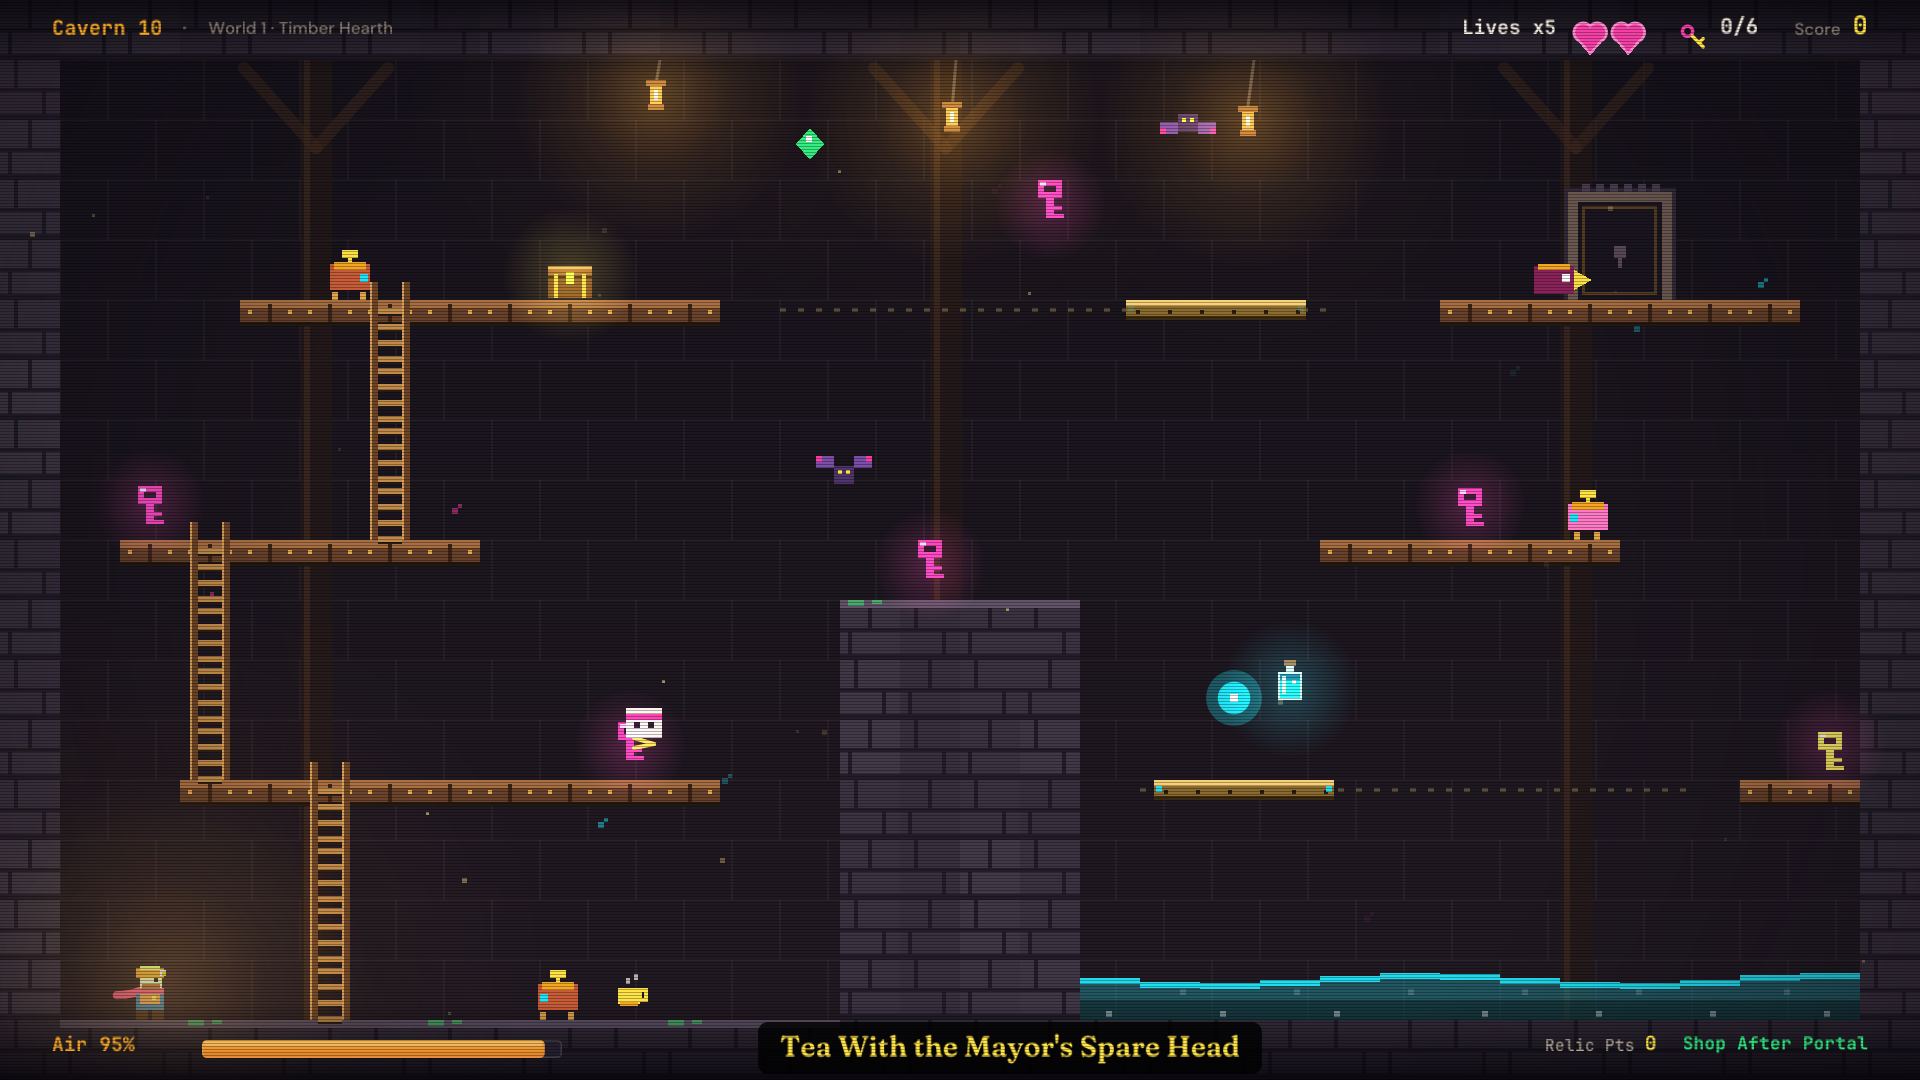 Cavern 10 · World 1 · Timber Hearth
Lives x5 0/6 Score 0
Air 95%
Tea With the Mayor's Spare Head
Relic Pts 0 Shop After Portal